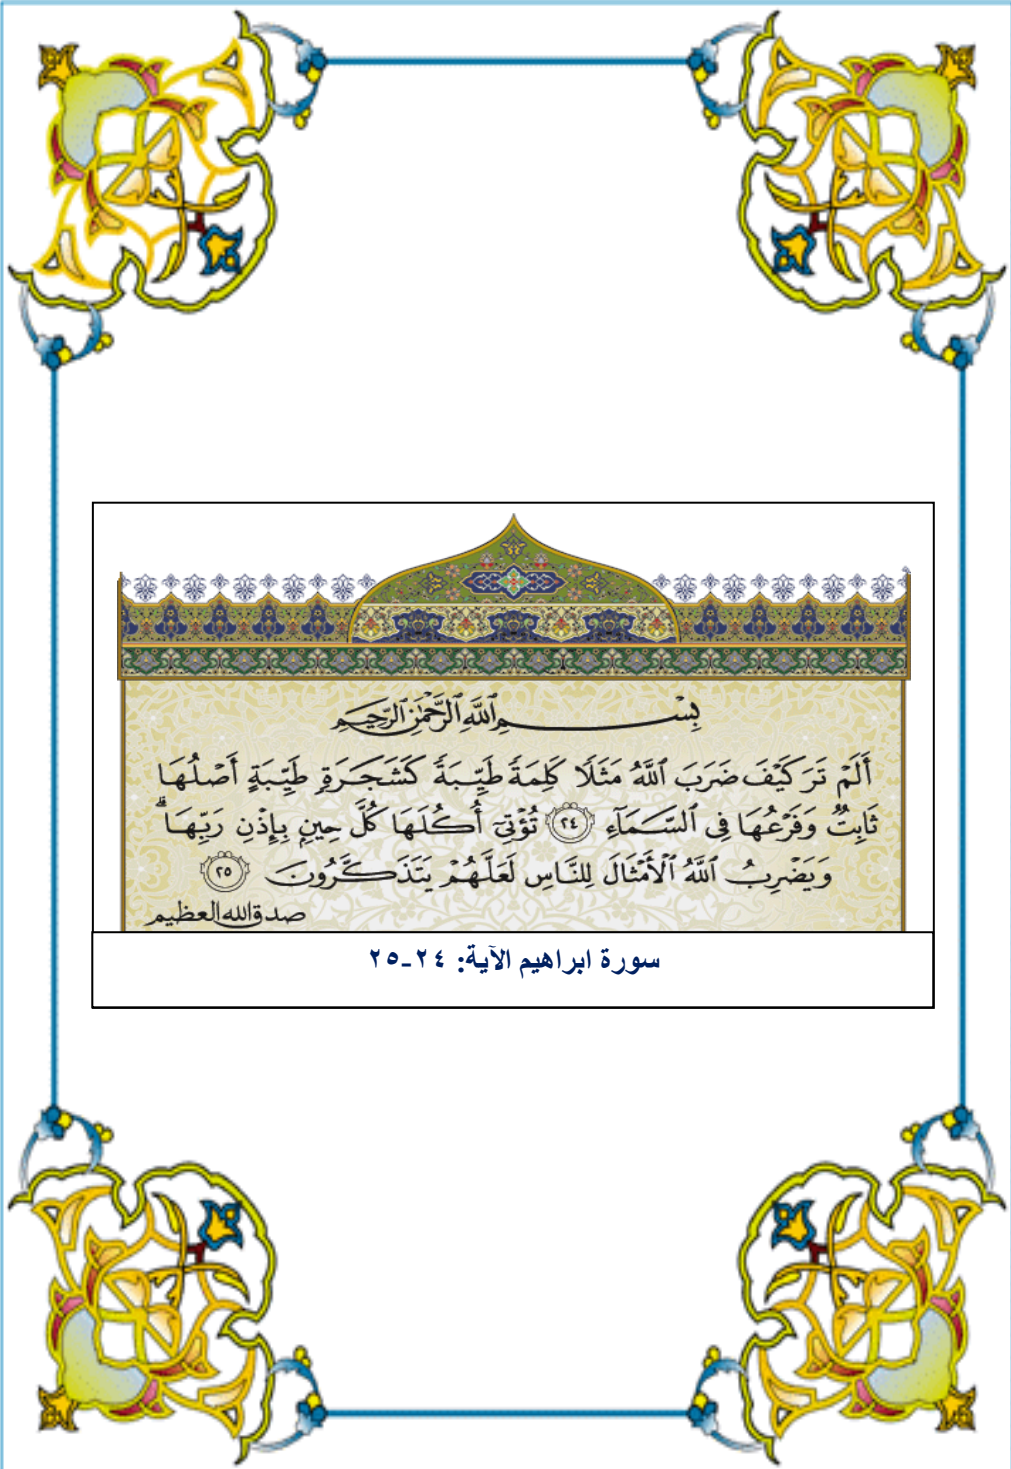 بِسْمِ ٱللَّهِ ٱلرَّحْمَٰنِ ٱلرَّحِيمِ
أَلَمْ تَرَ كَيْفَ ضَرَبَ ٱللَّهُ مَثَلًا كَلِمَةً طَيِّبَةً كَشَجَرَةٍ طَيِّبَةٍ أَصْلُهَا
ثَابِتٌ وَفَرْعُهَا فِى ٱلسَّمَآءِ ٢٤ تُؤْتِىٓ أُكُلَهَا كُلَّ حِينٍ بِإِذْنِ رَبِّهَا ۗ
وَيَضْرِبُ ٱللَّهُ ٱلْأَمْثَالَ لِلنَّاسِ لَعَلَّهُمْ يَتَذَكَّرُونَ ٢٥
صدق الله العظيم
سورة ابراهيم الآية: ٢٤-٢٥